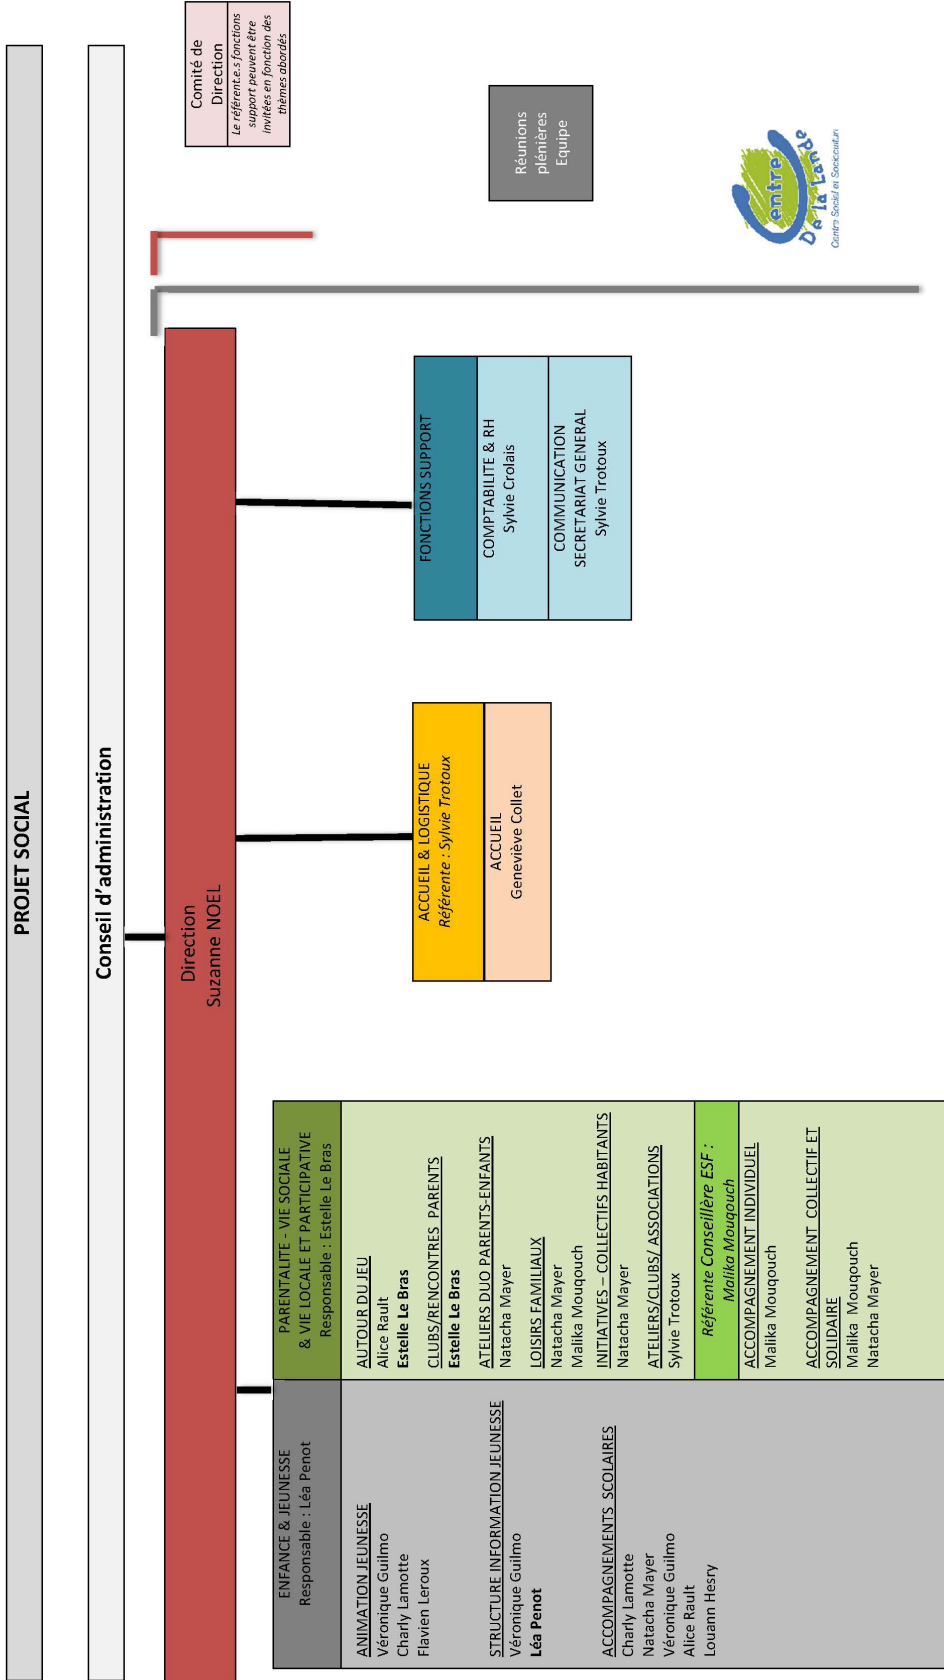 PROJET SOCIAL
Conseil d’administration
Direction
Suzanne NOEL
Comité de
Direction
Le référent.e.s fonctions
support peuvent être
invitées en fonction des
thèmes abordés
ENFANCE & JEUNESSE
Responsable : Léa Penot
ANIMATION JEUNESSE
Véronique Guilmo
Charly Lamotte
Flavien Leroux
STRUCTURE INFORMATION JEUNESSE
Véronique Guilmo
Léa Penot
ACCOMPAGNEMENTS SCOLAIRES
Charly Lamotte
Natacha Mayer
Véronique Guilmo
Alice Rault
Louann Hesry
PARENTALITE - VIE SOCIALE
& VIE LOCALE ET PARTICIPATIVE
Responsable : Estelle Le Bras
AUTOUR DU JEU
Alice Rault
Estelle Le Bras
CLUBS/RENCONTRES PARENTS
Estelle Le Bras
ATELIERS DUO PARENTS-ENFANTS
Natacha Mayer
LOISIRS FAMILIAUX
Natacha Mayer
Malika Mouqouch
INITIATIVES – COLLECTIFS HABITANTS
Natacha Mayer
ATELIERS/CLUBS/ ASSOCIATIONS
Sylvie Trotoux
Référente Conseillère ESF :
Malika Mouqouch
ACCOMPAGNEMENT INDIVIDUEL
Malika Mouqouch
ACCOMPAGNEMENT COLLECTIF ET
SOLIDAIRE
Malika Mouqouch
Natacha Mayer
ACCUEIL & LOGISTIQUE
Référente : Sylvie Trotoux
ACCUEIL
Geneviève Collet
FONCTIONS SUPPORT
COMPTABILITE & RH
Sylvie Crolais
COMMUNICATION
SECRETARIAT GENERAL
Sylvie Trotoux
Réunions
plénières
Equipe
Centre
De la Lande
Centre Social et Sociocultur